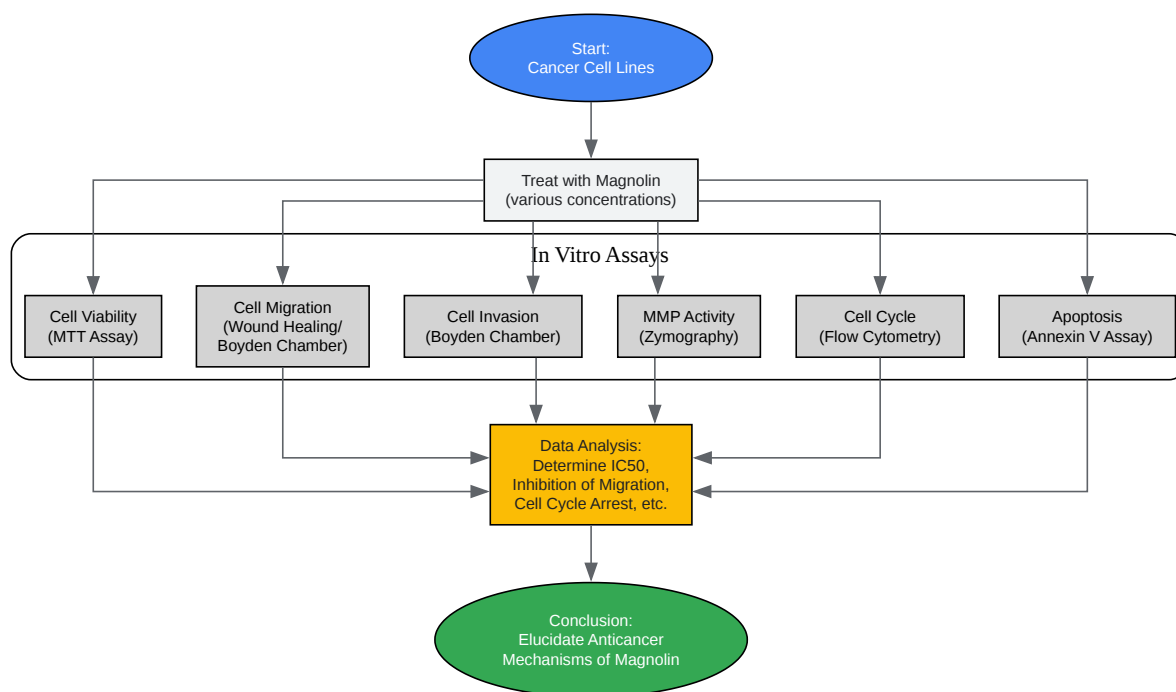 Start:
Cancer Cell Lines
Treat with Magnolin
(various concentrations)
In Vitro Assays
Cell Viability
(MTT Assay)
Cell Migration
(Wound Healing/
Boyden Chamber)
Cell Invasion
(Boyden Chamber)
MMP Activity
(Zymography)
Cell Cycle
(Flow Cytometry)
Apoptosis
(Annexin V Assay)
Data Analysis:
Determine IC50,
Inhibition of Migration,
Cell Cycle Arrest, etc.
Conclusion:
Elucidate Anticancer
Mechanisms of Magnolin